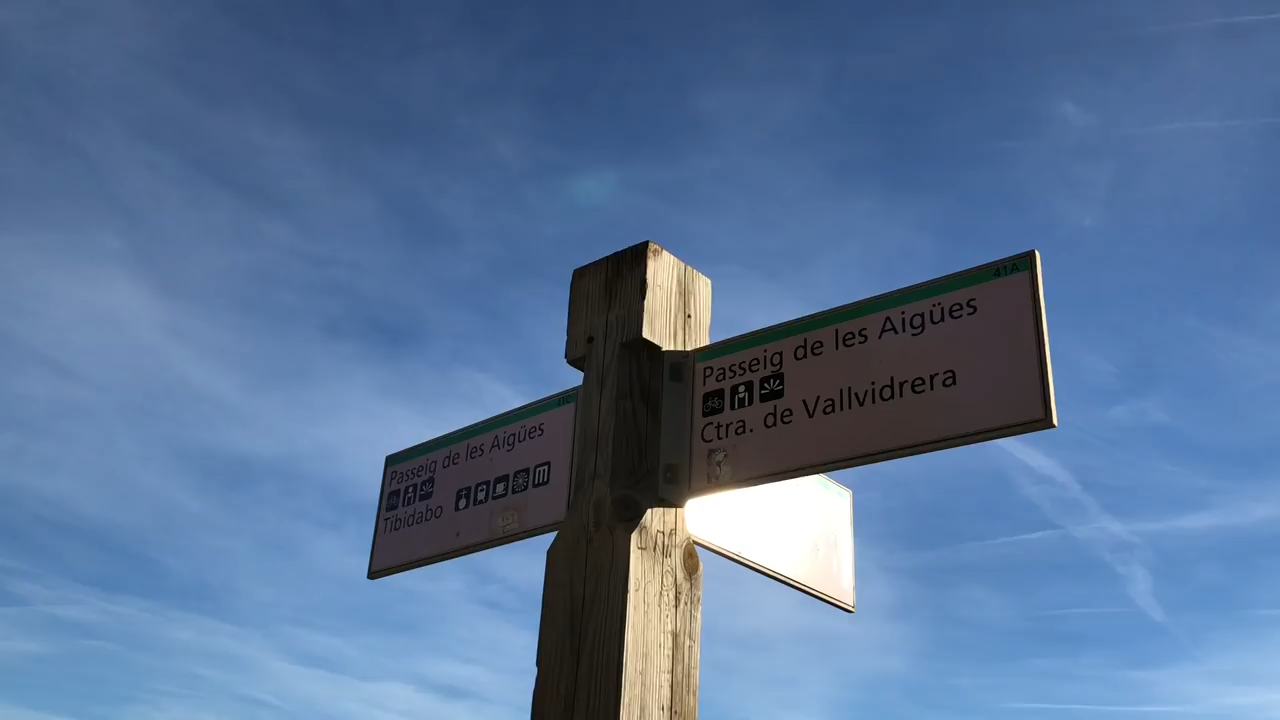 Passeig de les Aigües
Tibidabo
41A
Passeig de les Aigües
Ctra. de Vallvidrera